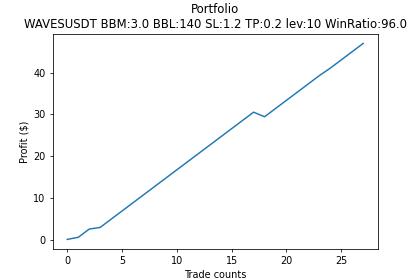 Portfolio
WAVESUSDT BBM:3.0 BBL:140 SL:1.2 TP:0.2 lev:10 WinRatio:96.0
40
30
20
10
0
Profit ($)
0 5 10 15 20 25
Trade counts